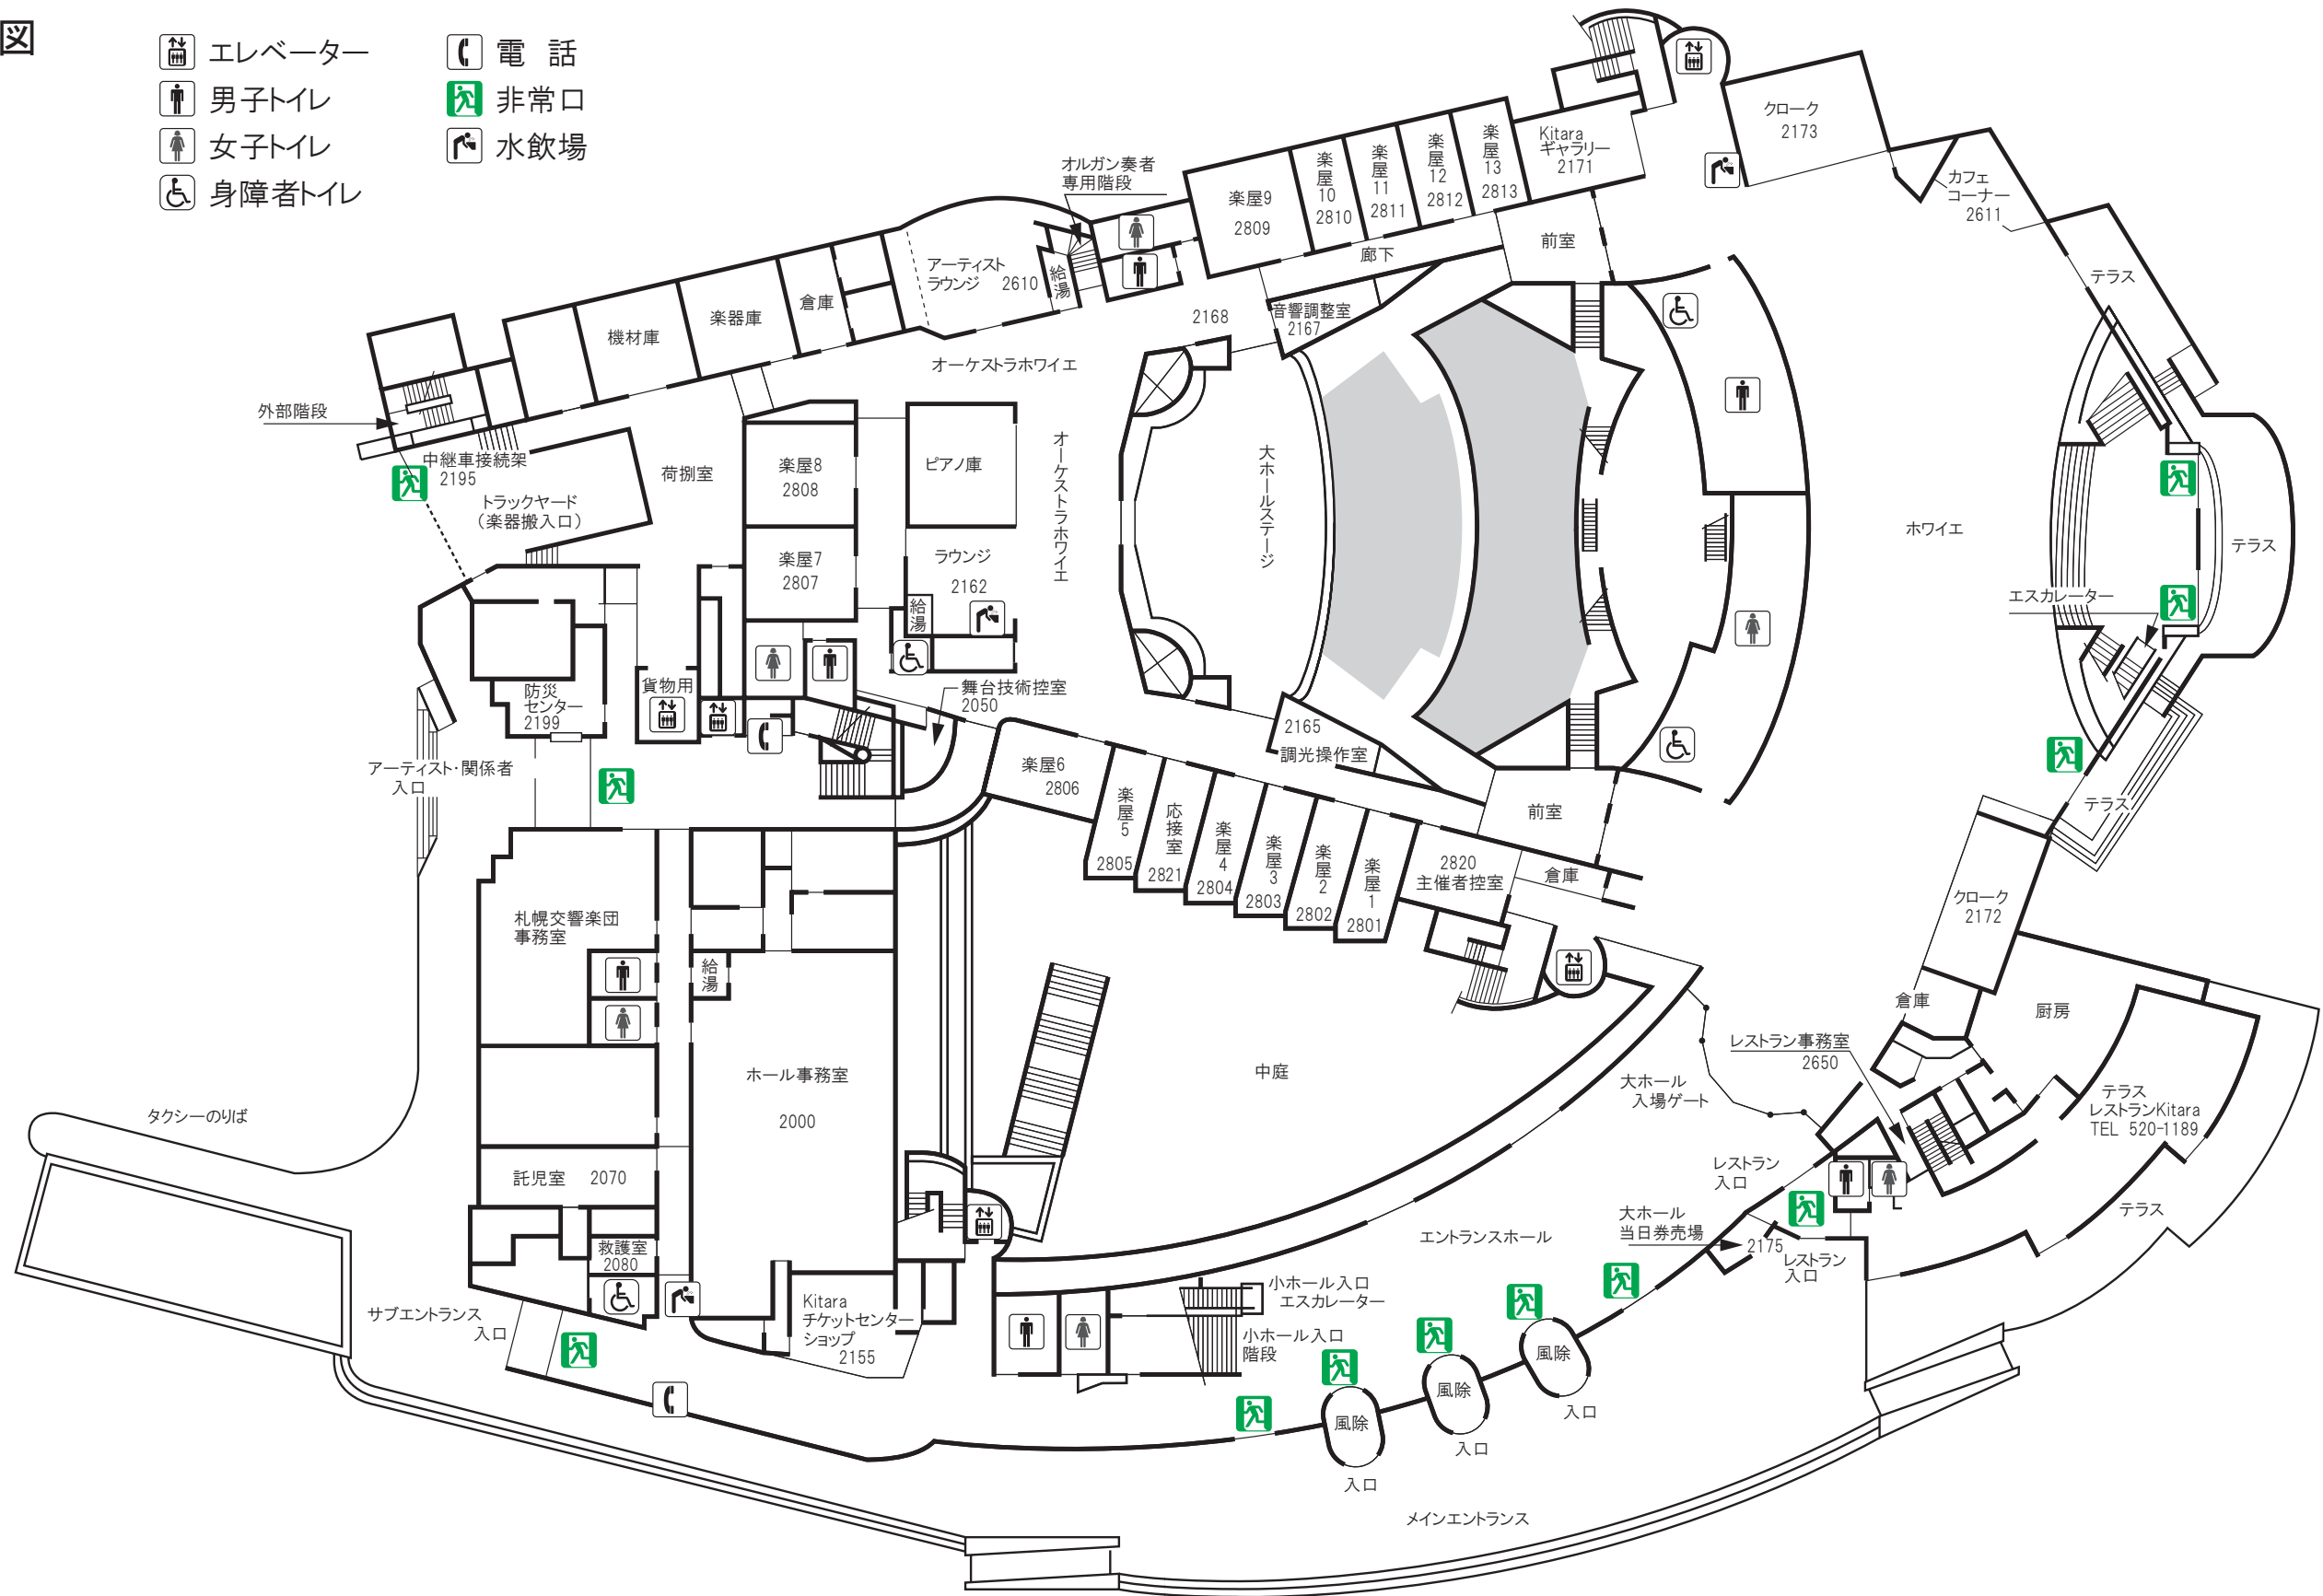 図
エレベーター
男子トイレ
女子トイレ
身障者トイレ
電 話
非常口
水飲場
クローク
2173
Kitara
ギャラリー
2171
楽屋13
2813
楽屋12
2812
楽屋11
2811
楽屋10
2810
楽屋9
2809
オルガン奏者
専用階段
カフェ
コーナー
2611
前室
廊下
テラス
アーティスト
ラウンジ 2610
給湯
倉庫
楽器庫
機材庫
音響調整室
2167
2168
オーケストラホワイエ
外部階段
中継車接続架
2195
トラックヤード
（楽器搬入口）
荷捌室
楽屋8
2808
ピアノ庫
オーケストラホワイエ
大ホールステージ
ホワイエ
テラス
楽屋7
2807
ラウンジ
2162
給湯
エスカレーター
防災
センター
2199
貨物用
舞台技術控室
2050
2165
調光操作室
アーティスト・関係者
入口
楽屋6
2806
楽屋5
2805
応接室
2821
楽屋4
2804
楽屋3
2803
楽屋2
2802
楽屋1
2801
2820
主催者控室
前室
倉庫
テラス
クローク
2172
札幌交響楽団
事務室
給湯
倉庫
厨房
レストラン事務室
2650
ホール事務室
2000
中庭
大ホール
入場ゲート
テラス
レストランKitara
TEL 520-1189
タクシーのりば
託児室 2070
レストラン
入口
テラス
大ホール
当日券売場
2175
レストラン
入口
エントランスホール
救護室
2080
サブエントランス
入口
Kitara
チケットセンター
ショップ
2155
小ホール入口
エスカレーター
小ホール入口
階段
風除
風除
風除
入口
入口
入口
メインエントランス